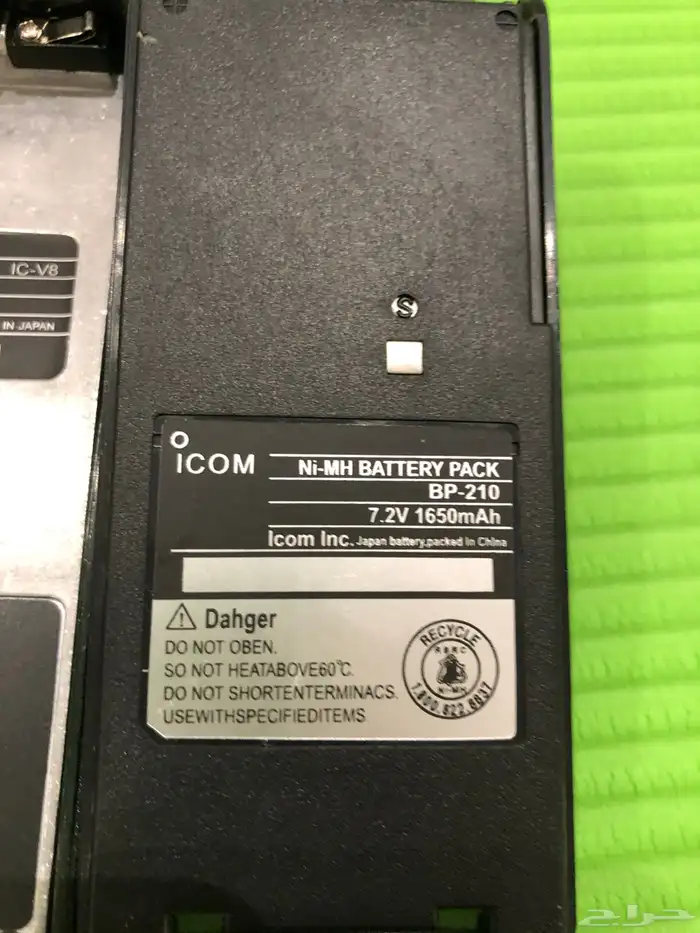 IC-V8
IN JAPAN
S
ICOM
Ni-MH BATTERY PACK
BP-210
7.2V 1650mAh
Icom Inc. Japan battery,packed in China
Dahger
DO NOT OBEN.
SO NOT HEATABOVE60℃.
DO NOT SHORTENTERMINACS.
USEWITHSPECIFIEDITEMS
RECYCLE
RBRC
Ni-MH
1.800.822.8837
حراج